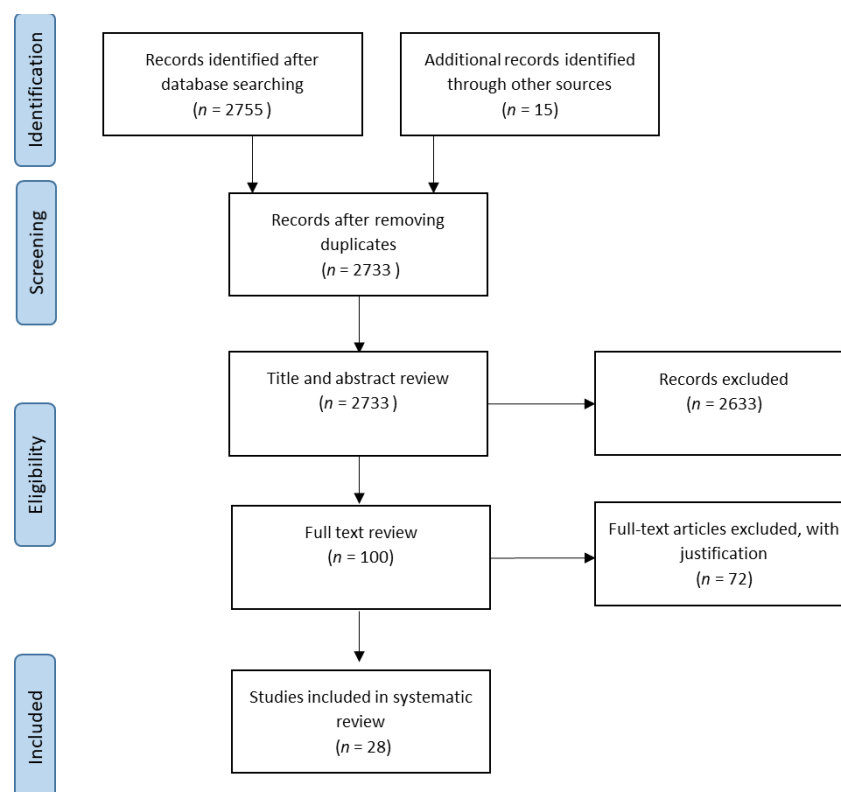 Identification
Records identified after
database searching
(n = 2755 )
Additional records identified
through other sources
(n = 15)
Screening
Records after removing
duplicates
(n = 2733 )
Eligibility
Title and abstract review
(n = 2733 )
Records excluded
(n = 2633)
Full text review
(n = 100)
Full-text articles excluded, with
justification
(n = 72)
Included
Studies included in systematic
review
(n = 28)